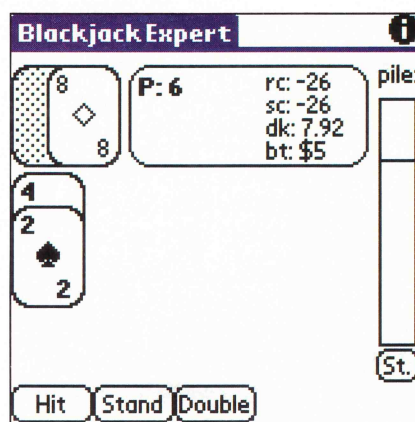 Blackjack Expert i
8 8
P: 6
rc: -26
sc: -26
dk: 7.92
bt: $5
pile:
4
2 2
St.
Hit Stand Double